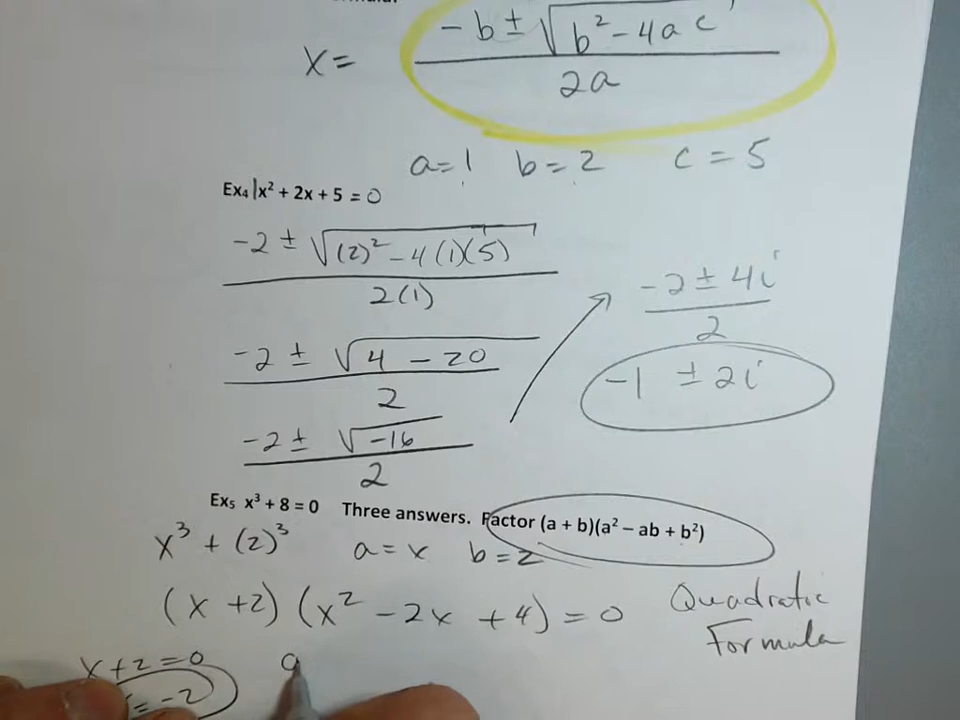 x = -b ± √b² - 4ac
2a
a=1 b=2 c=5
Ex₄ 1x² + 2x + 5 = 0
-2 ± √(2)² - 4(1)(5)
2(1)
-2 ± √4 - 20
2
-2 ± √-16
2
-2 ± 4i
2
-1 ± 2i
Ex₅ x³ + 8 = 0 Three answers. Factor (a + b)(a² – ab + b²)
x³ + (2)³ a = x b = 2
(x + 2) (x² - 2x + 4) = 0 Quadratic
Formula
x + 2 = 0
= -2